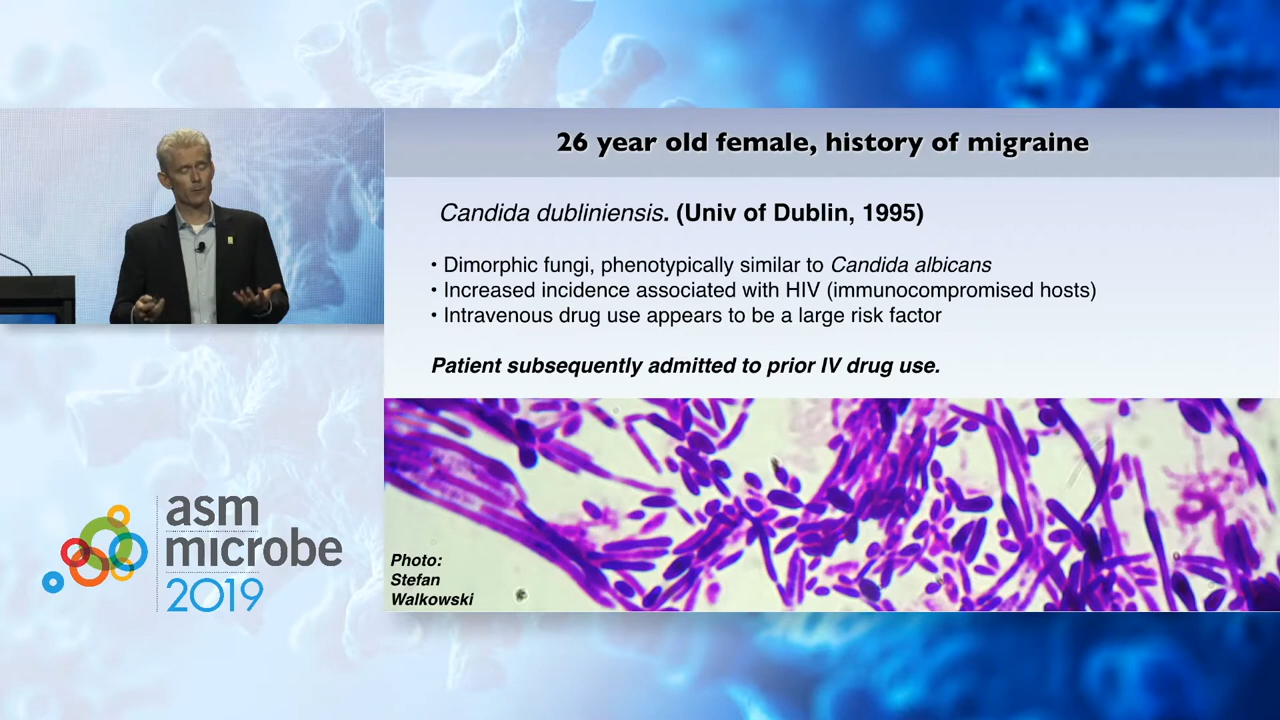 26 year old female, history of migraine
Candida dubliniensis. (Univ of Dublin, 1995)
• Dimorphic fungi, phenotypically similar to Candida albicans
• Increased incidence associated with HIV (immunocompromised hosts)
• Intravenous drug use appears to be a large risk factor
Patient subsequently admitted to prior IV drug use.
Photo:
Stefan
Walkowski
asm
microbe
2019